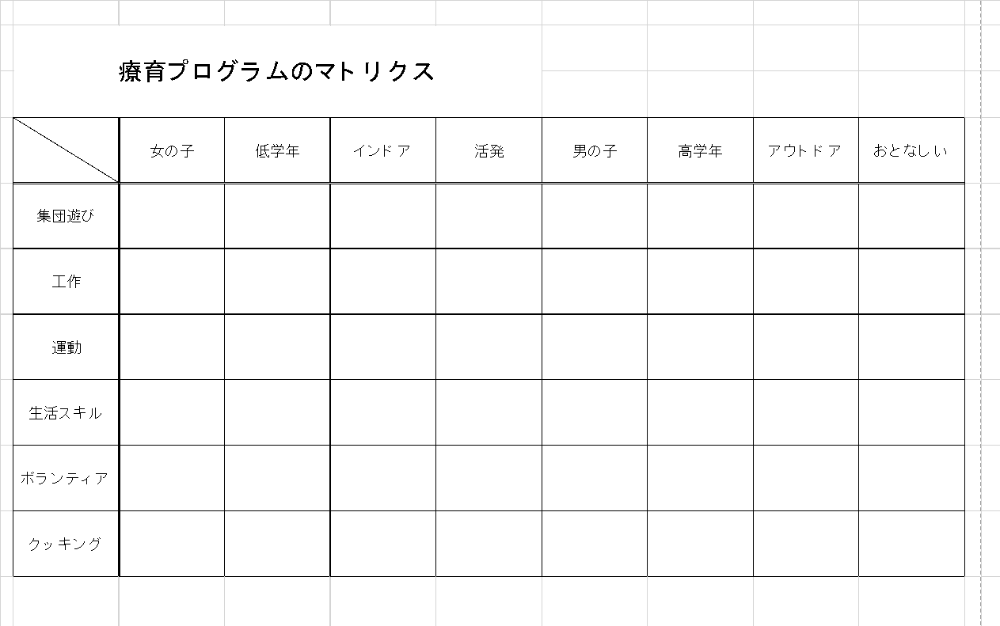 療育プログラムのマトリクス
女の子 低学年 インドア 活発 男の子 高学年 アウトドア おとなしい
集団遊び
工作
運動
生活スキル
ボランティア
クッキング